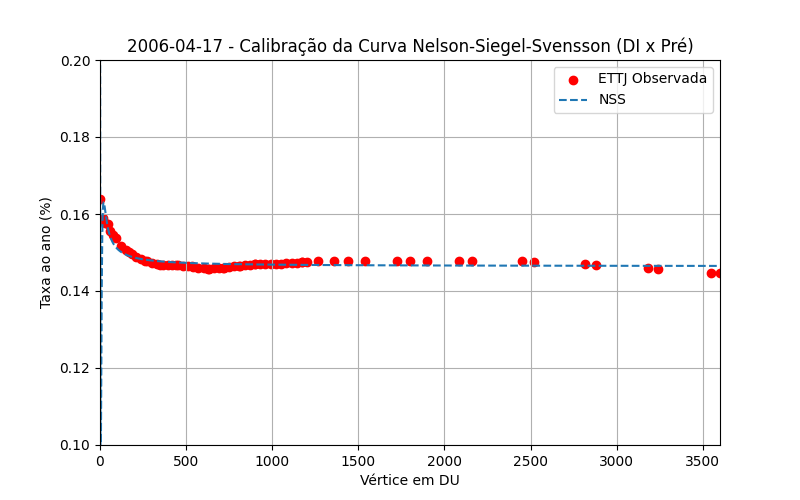 2006-04-17 - Calibração da Curva Nelson-Siegel-Svensson (DI x Pré)
ETTJ Observada
NSS
Taxa ao ano (%)
0.20
0.18
0.16
0.14
0.12
0.10
0
500
1000
1500
2000
2500
3000
3500
Vértice em DU